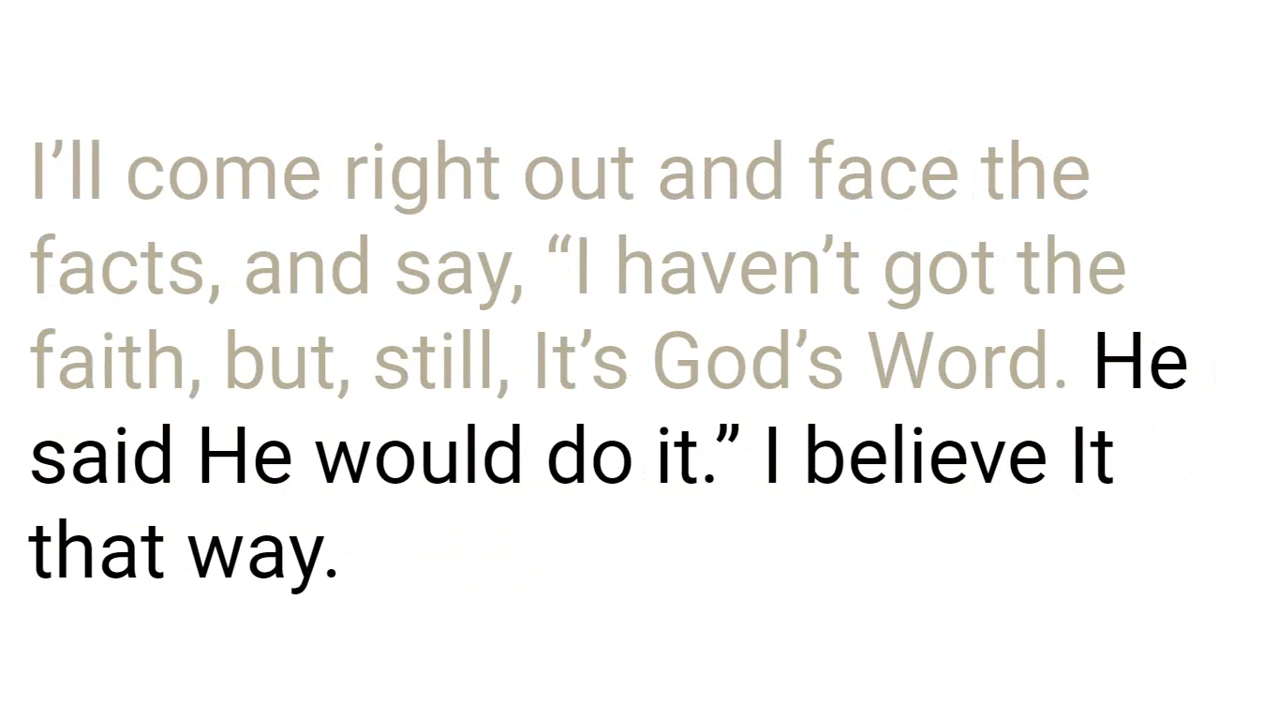 I’ll come right out and face the
facts, and say, “I haven’t got the
faith, but, still, It’s God’s Word. He
said He would do it.” I believe It
that way.